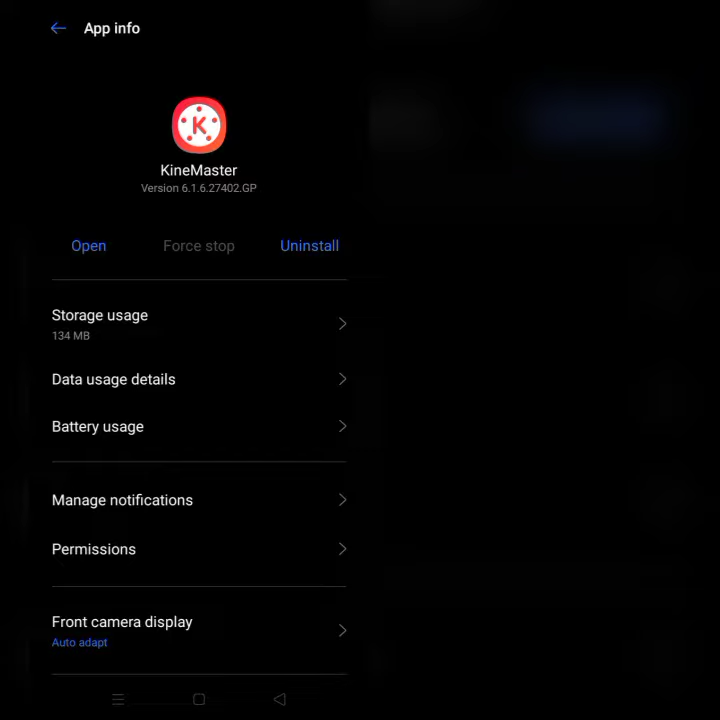 App info
K
KineMaster
Version 6.1.6.27402.GP
Open Force stop Uninstall
Storage usage
134 MB
Data usage details
Battery usage
Manage notifications
Permissions
Front camera display
Auto adapt